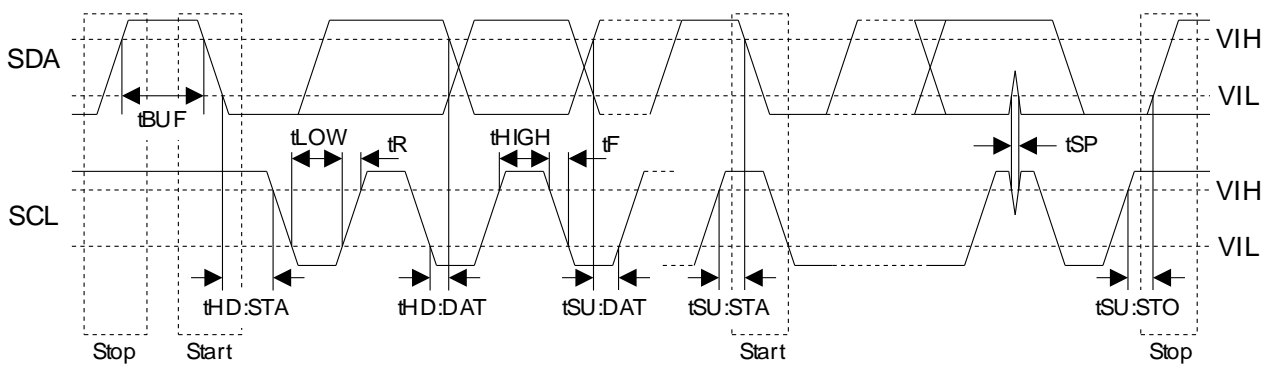 VIH
SDA
VIL
tBUF
tLOW
tR
tHIGH
tF
tSP
VIH
SCL
VIL
tHD:STA
tHD:DAT
tSU:DAT
tSU:STA
tSU:STO
Stop
Start
Start
Stop